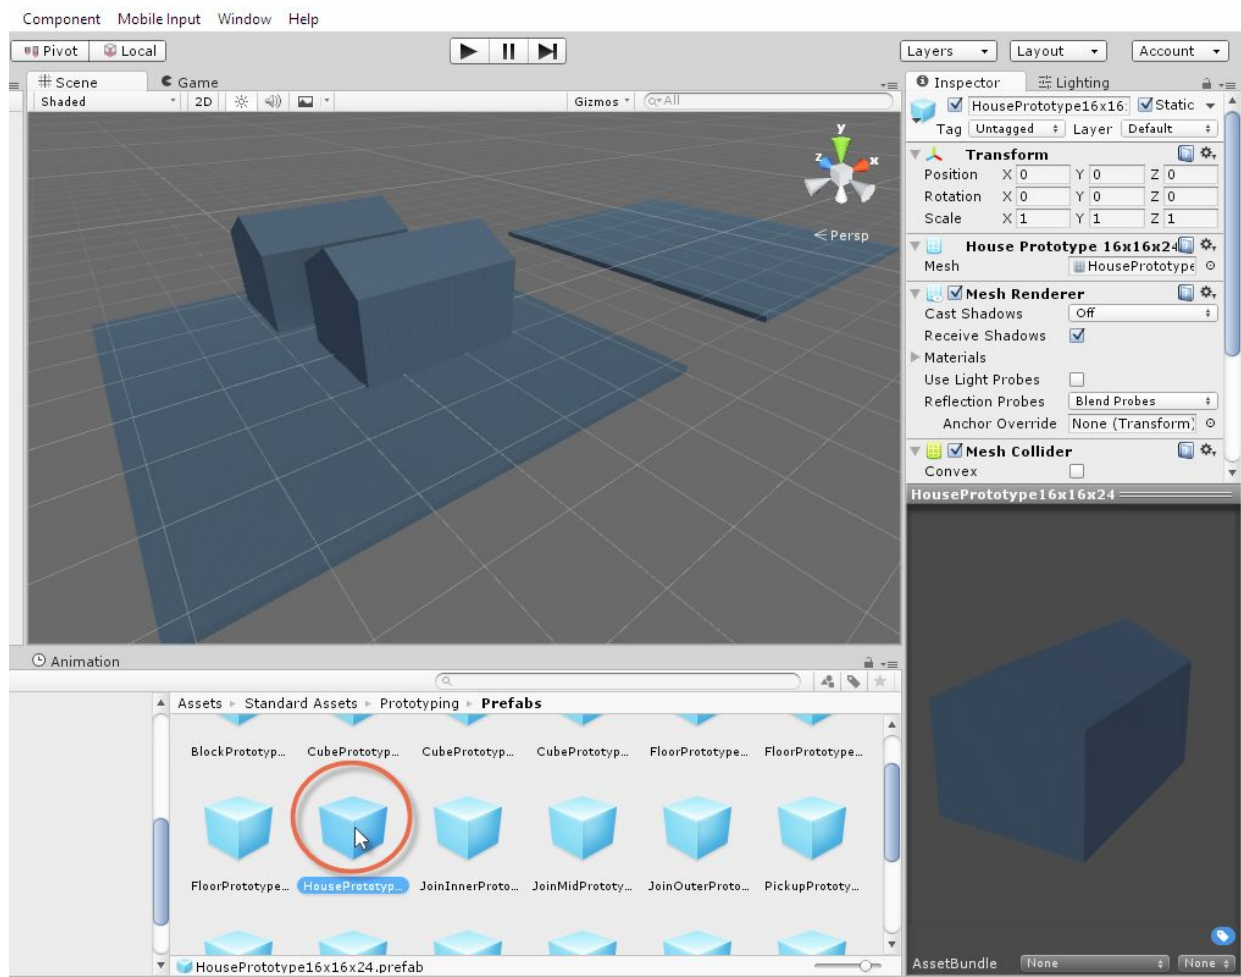 Component Mobile Input Window Help
Pivot Local Layers Layout Account
Scene Game
Shaded 2D Gizmos All
y
z x
Persp
Inspector Lighting
HousePrototype16x16: Static
Tag Untagged Layer Default
Transform
Position X 0 Y 0 Z 0
Rotation X 0 Y 0 Z 0
Scale X 1 Y 1 Z 1
House Prototype 16x16x24
Mesh HousePrototype
Mesh Renderer
Cast Shadows Off
Receive Shadows
Materials
Use Light Probes
Reflection Probes Blend Probes
Anchor Override None (Transform)
Mesh Collider
Convex
HousePrototype16x16x24
Animation
Assets Standard Assets Prototyping Prefabs
BlockPrototyp... CubePrototyp... CubePrototyp... CubePrototyp... FloorPrototype... FloorPrototype...
FloorPrototype... HousePrototyp... JoinInnerProto... JoinMidPrototy... JoinOuterProto... PickupPrototy...
HousePrototype16x16x24.prefab
AssetBundle None None